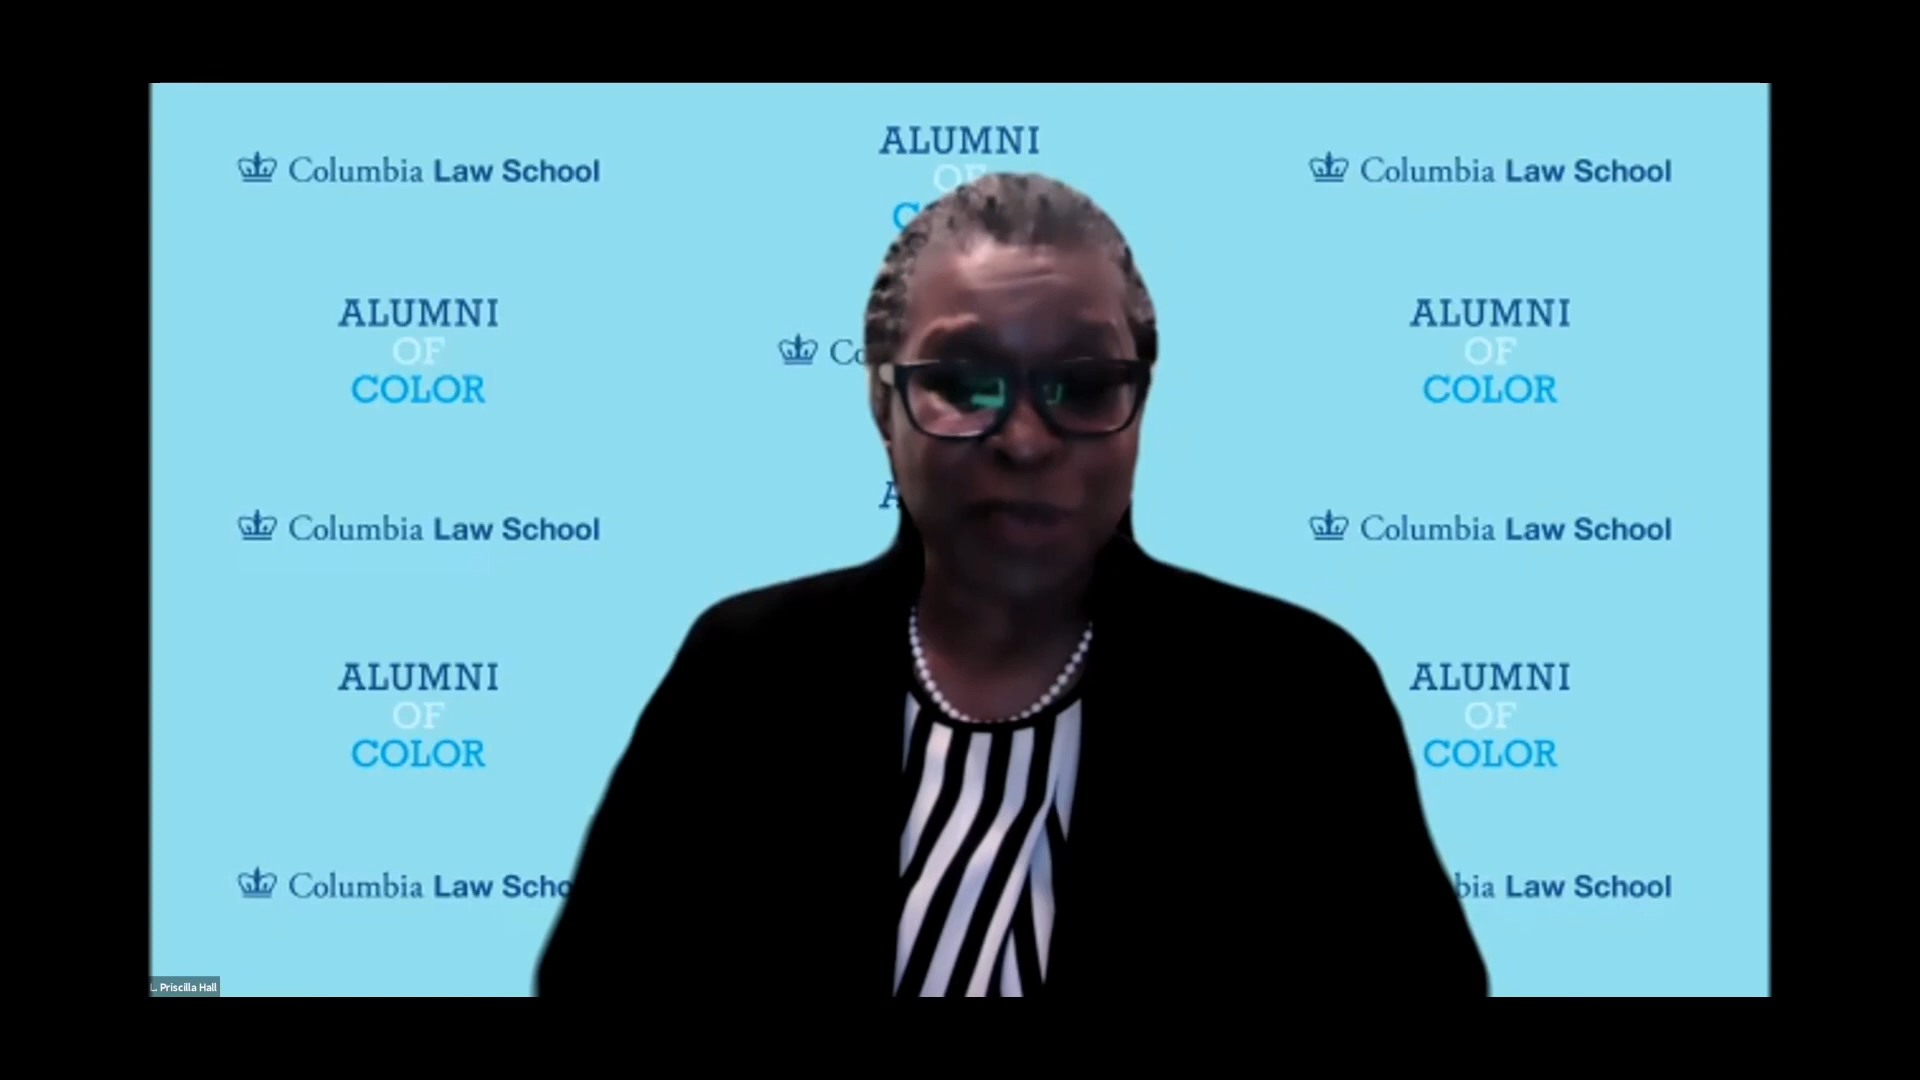 ALUMNI
OF
Columbia Law School
Columbia Law School
ALUMNI
OF
COLOR
ALUMNI
OF
COLOR
Columbia Law School
Columbia Law School
ALUMNI
OF
COLOR
ALUMNI
OF
COLOR
Columbia Law Scho
bia Law School
L. Priscilla Hall